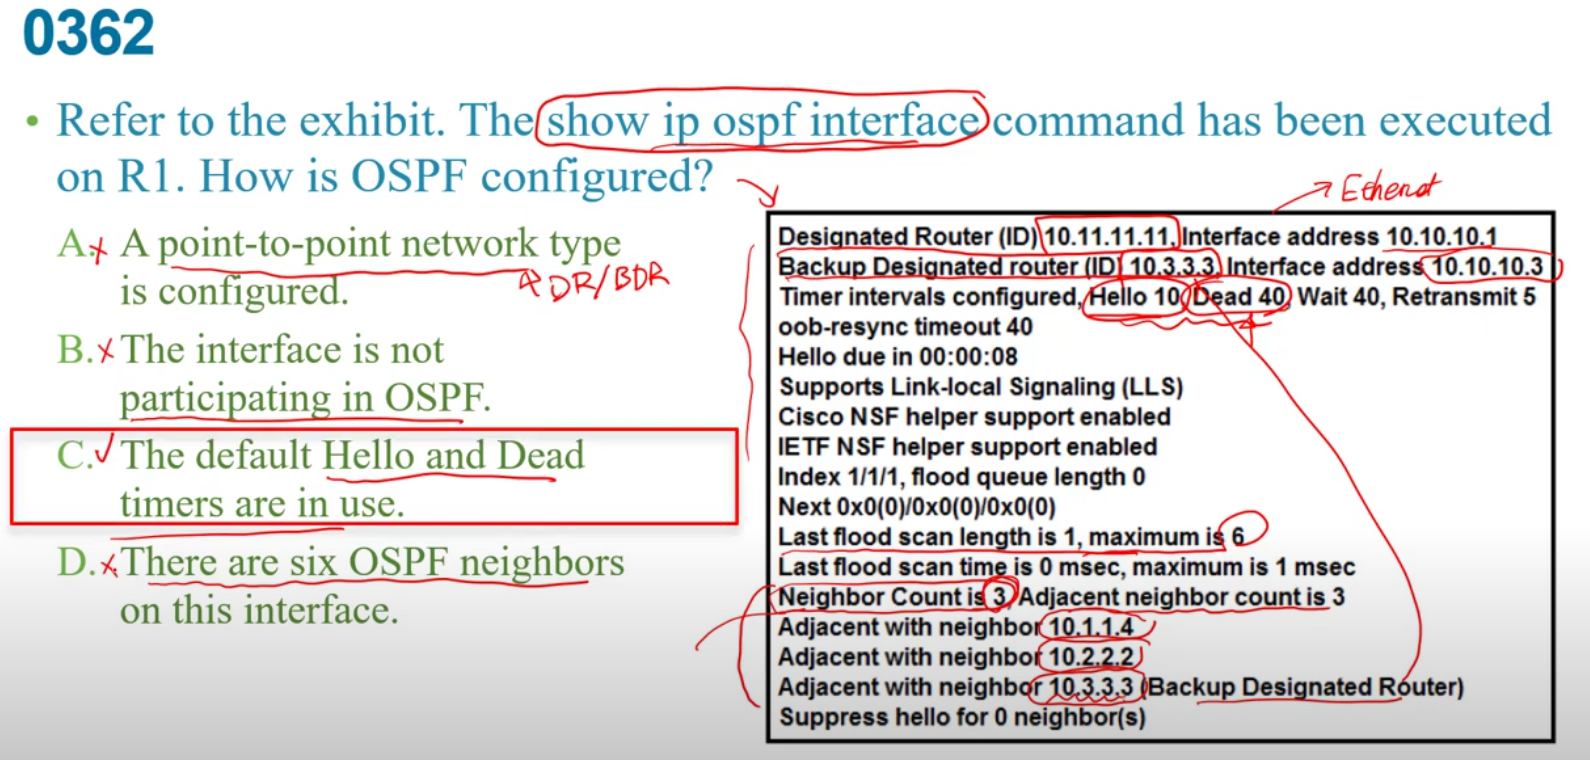 0362
• Refer to the exhibit. The show ip ospf interface command has been executed
on R1. How is OSPF configured?
A. A point-to-point network type
is configured.
DR/BDR
B. The interface is not
participating in OSPF.
C. The default Hello and Dead
timers are in use.
D. There are six OSPF neighbors
on this interface.
Ethernet
Designated Router (ID) 10.11.11.11, Interface address 10.10.10.1
Backup Designated router (ID) 10.3.3.3, Interface address 10.10.10.3
Timer intervals configured, Hello 10, Dead 40, Wait 40, Retransmit 5
oob-resync timeout 40
Hello due in 00:00:08
Supports Link-local Signaling (LLS)
Cisco NSF helper support enabled
IETF NSF helper support enabled
Index 1/1/1, flood queue length 0
Next 0x0(0)/0x0(0)/0x0(0)
Last flood scan length is 1, maximum is 6
Last flood scan time is 0 msec, maximum is 1 msec
Neighbor Count is 3, Adjacent neighbor count is 3
Adjacent with neighbor 10.1.1.4
Adjacent with neighbor 10.2.2.2
Adjacent with neighbor 10.3.3.3 (Backup Designated Router)
Suppress hello for 0 neighbor(s)